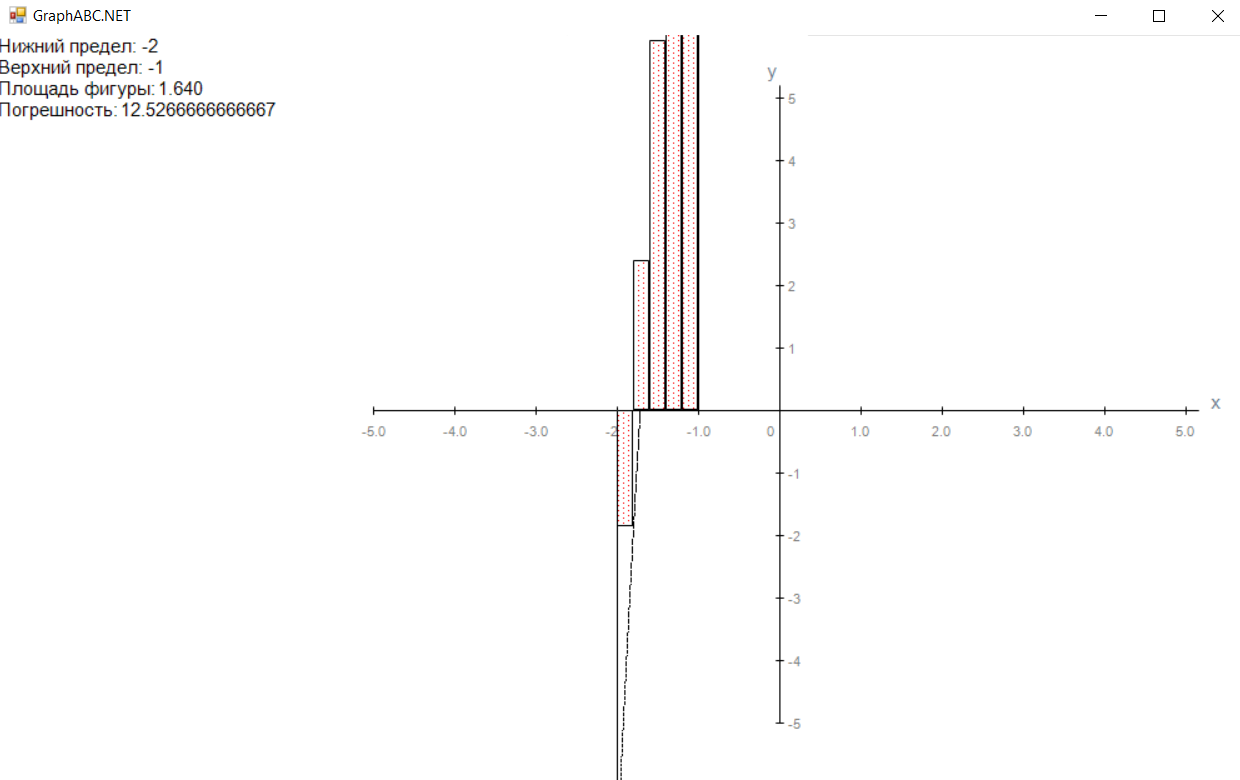 GraphABC.NET
Нижний предел: -2
Верхний предел: -1
Площадь фигуры: 1.640
Погрешность: 12.5266666666667
y
5
4
3
2
1
x
-5.0 -4.0 -3.0 -2 -1.0 0 1.0 2.0 3.0 4.0 5.0
-1
-2
-3
-4
-5